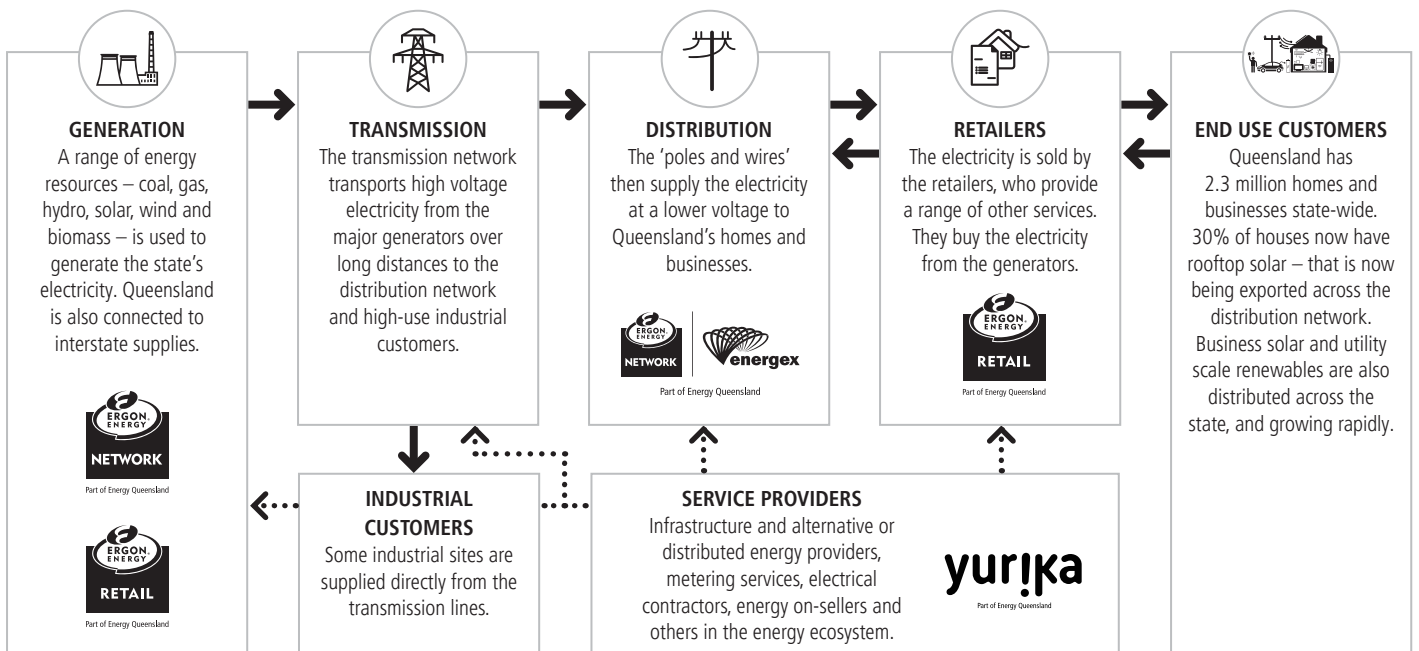 GENERATION
A range of energy
resources – coal, gas,
hydro, solar, wind and
biomass – is used to
generate the state’s
electricity. Queensland
is also connected to
interstate supplies.
ERGON.
ENERGY
NETWORK
Part of Energy Queensland
ERGON.
ENERGY
RETAIL
Part of Energy Queensland
TRANSMISSION
The transmission network
transports high voltage
electricity from the
major generators over
long distances to the
distribution network
and high-use industrial
customers.
DISTRIBUTION
The ‘poles and wires’
then supply the electricity
at a lower voltage to
Queensland’s homes and
businesses.
ERGON.
ENERGY
NETWORK
energex
Part of Energy Queensland
RETAILERS
The electricity is sold by
the retailers, who provide
a range of other services.
They buy the electricity
from the generators.
ERGON.
ENERGY
RETAIL
Part of Energy Queensland
END USE CUSTOMERS
Queensland has
2.3 million homes and
businesses state-wide.
30% of houses now have
rooftop solar – that is now
being exported across the
distribution network.
Business solar and utility
scale renewables are also
distributed across the
state, and growing rapidly.
INDUSTRIAL
CUSTOMERS
Some industrial sites are
supplied directly from the
transmission lines.
SERVICE PROVIDERS
Infrastructure and alternative or
distributed energy providers,
metering services, electrical
contractors, energy on-sellers and
others in the energy ecosystem.
yurika
Part of Energy Queensland